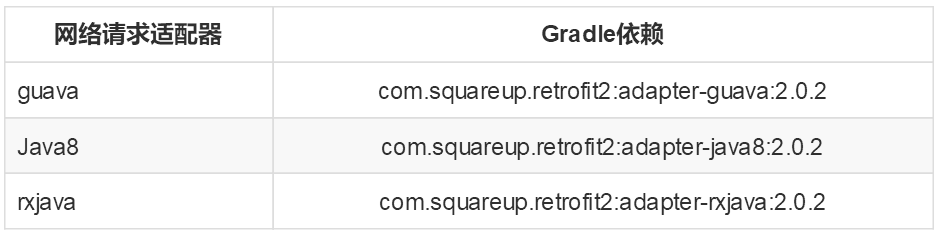 网络请求适配器 Gradle依赖
guava com.squareup.retrofit2:adapter-guava:2.0.2
Java8 com.squareup.retrofit2:adapter-java8:2.0.2
rxjava com.squareup.retrofit2:adapter-rxjava:2.0.2